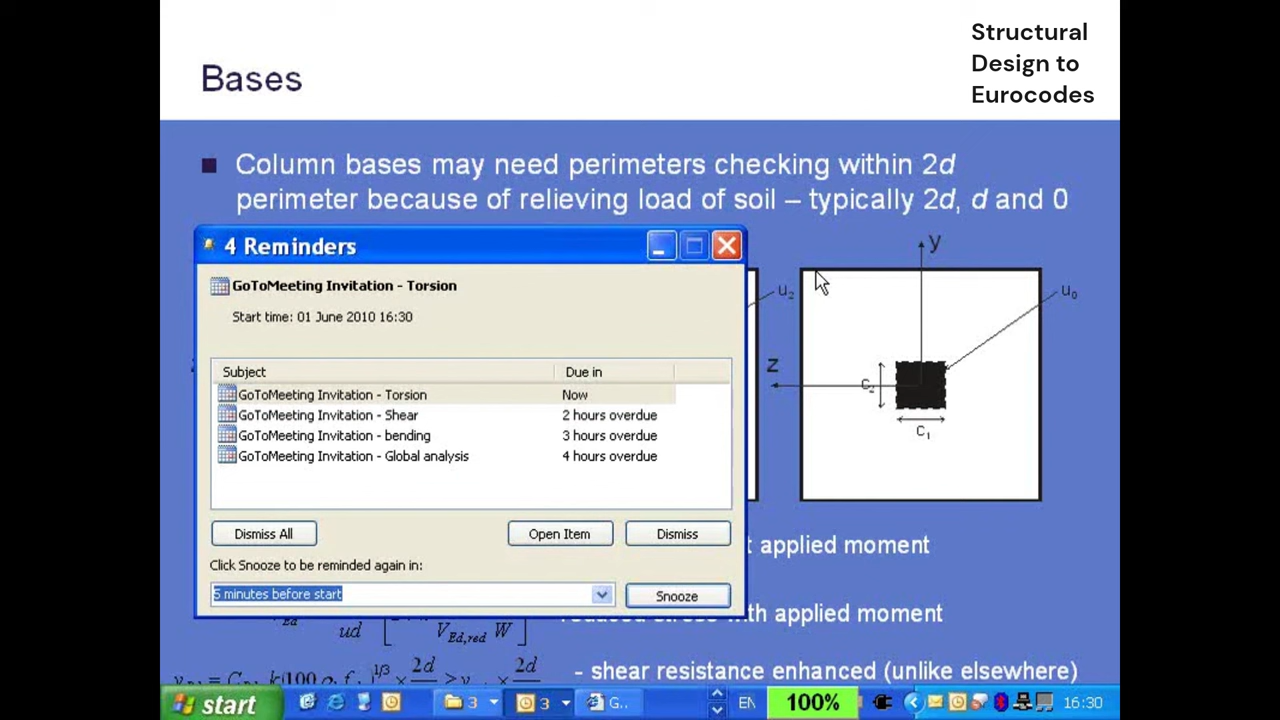 Structural
Design to
Eurocodes
Bases
Column bases may need perimeters checking within 2d
perimeter because of relieving load of soil – typically 2d, d and 0
4 Reminders
GoToMeeting Invitation - Torsion
Start time: 01 June 2010 16:30
Subject Due in
GoToMeeting Invitation - Torsion Now
GoToMeeting Invitation - Shear 2 hours overdue
GoToMeeting Invitation - bending 3 hours overdue
GoToMeeting Invitation - Global analysis 4 hours overdue
Dismiss All Open Item Dismiss
Click Snooze to be reminded again in:
5 minutes before start Snooze
y
u₂ u₀
z
c₂
c₁
applied moment
with applied moment
ud V_Ed,red W
2d 2d
- shear resistance enhanced (unlike elsewhere)
start 3 3 G.. EN 100% 16:30